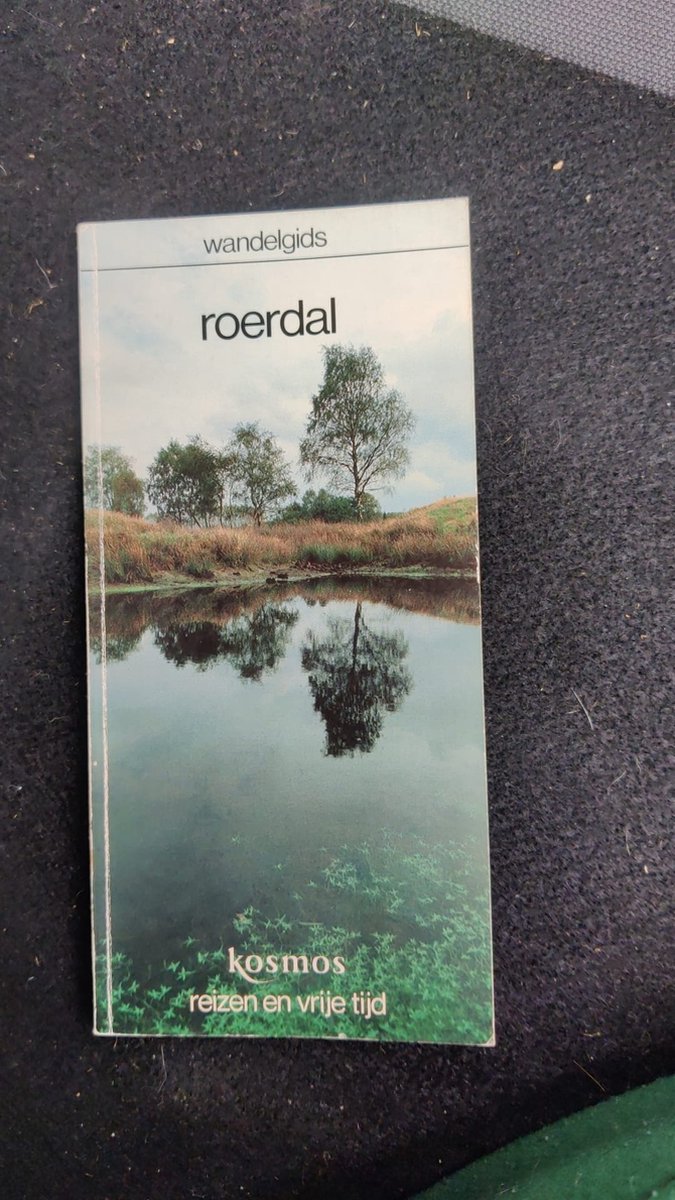 wandelgids
roerdal
kosmos
reizen en vrije tijd